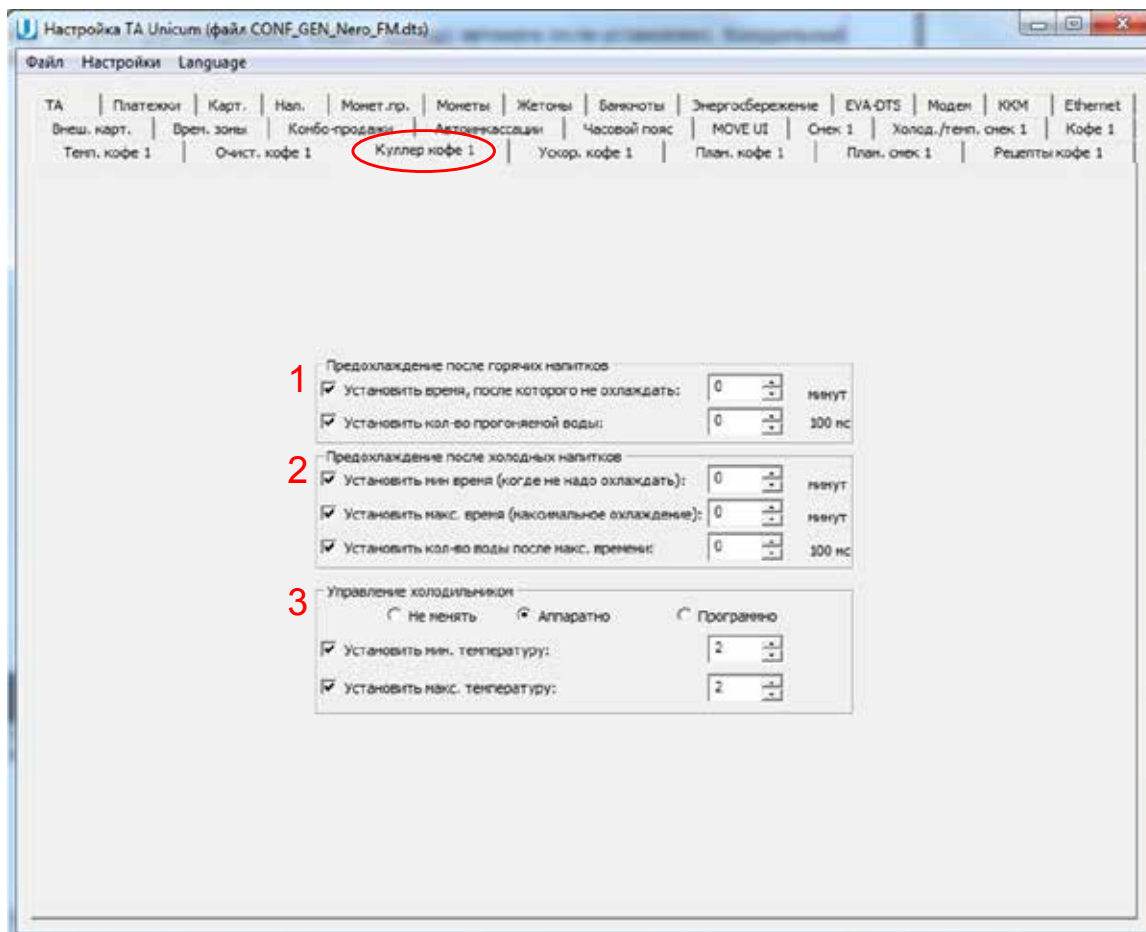 Настройка TA Unicum (файл CONF_GEN_Nero_FM.dts)
Файл Настройки Language
ТА Платежки Карт. Нал. Монет.пр. Монеты Жетоны Банкноты Энергосбережение EVA-DTS Модем ККМ Ethernet
Внеш. карт. Врем. зоны Комбо-продажи Автоинкассации Часовой пояс MOVE UI Снек 1 Холод./темп. снек 1 Кофе 1
Темп. кофе 1 Очист. кофе 1 Куллер кофе 1 Ускор. кофе 1 План. кофе 1 План. снек 1 Рецепты кофе 1
Предохлаждение после горячих напитков
1
Установить время, после которого не охлаждать: 0 минут
Установить кол-во прогоняемой воды: 0 100 мс
Предохлаждение после холодных напитков
2
Установить мин время (когде не надо охлаждать): 0 минут
Установить макс. время (максимальное охлаждение): 0 минут
Установить кол-во воды после макс. времени: 0 100 мс
Управление холодильником
3
Не менять Аппаратно Программно
Установить мин. температуру: 2
Установить макс. температуру: 2